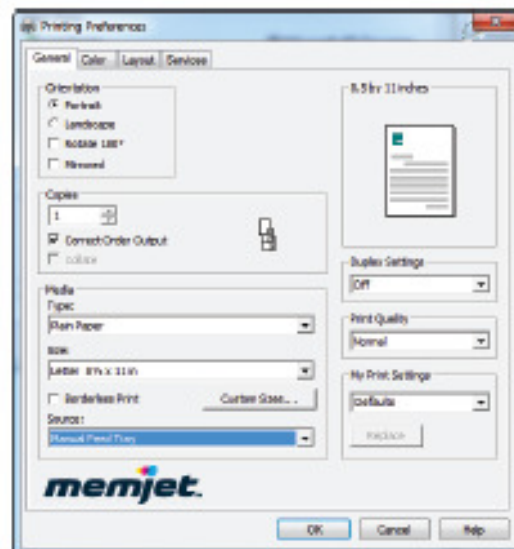 Printing Preferences
General Color Layout Services
Orientation
Portrait
Landscape
Rotate 180°
Mirrored
Copies
1
Correct Order Output
Collate
Media
Type:
Plain Paper
Size:
Letter 8½ x 11 in
Borderless Print
Custom Sizes...
Source:
Manual Feed Tray
8.5 by 11 inches
Duplex Settings
Off
Print Quality
Normal
My Print Settings
Defaults
Replace
memjet
OK Cancel Help